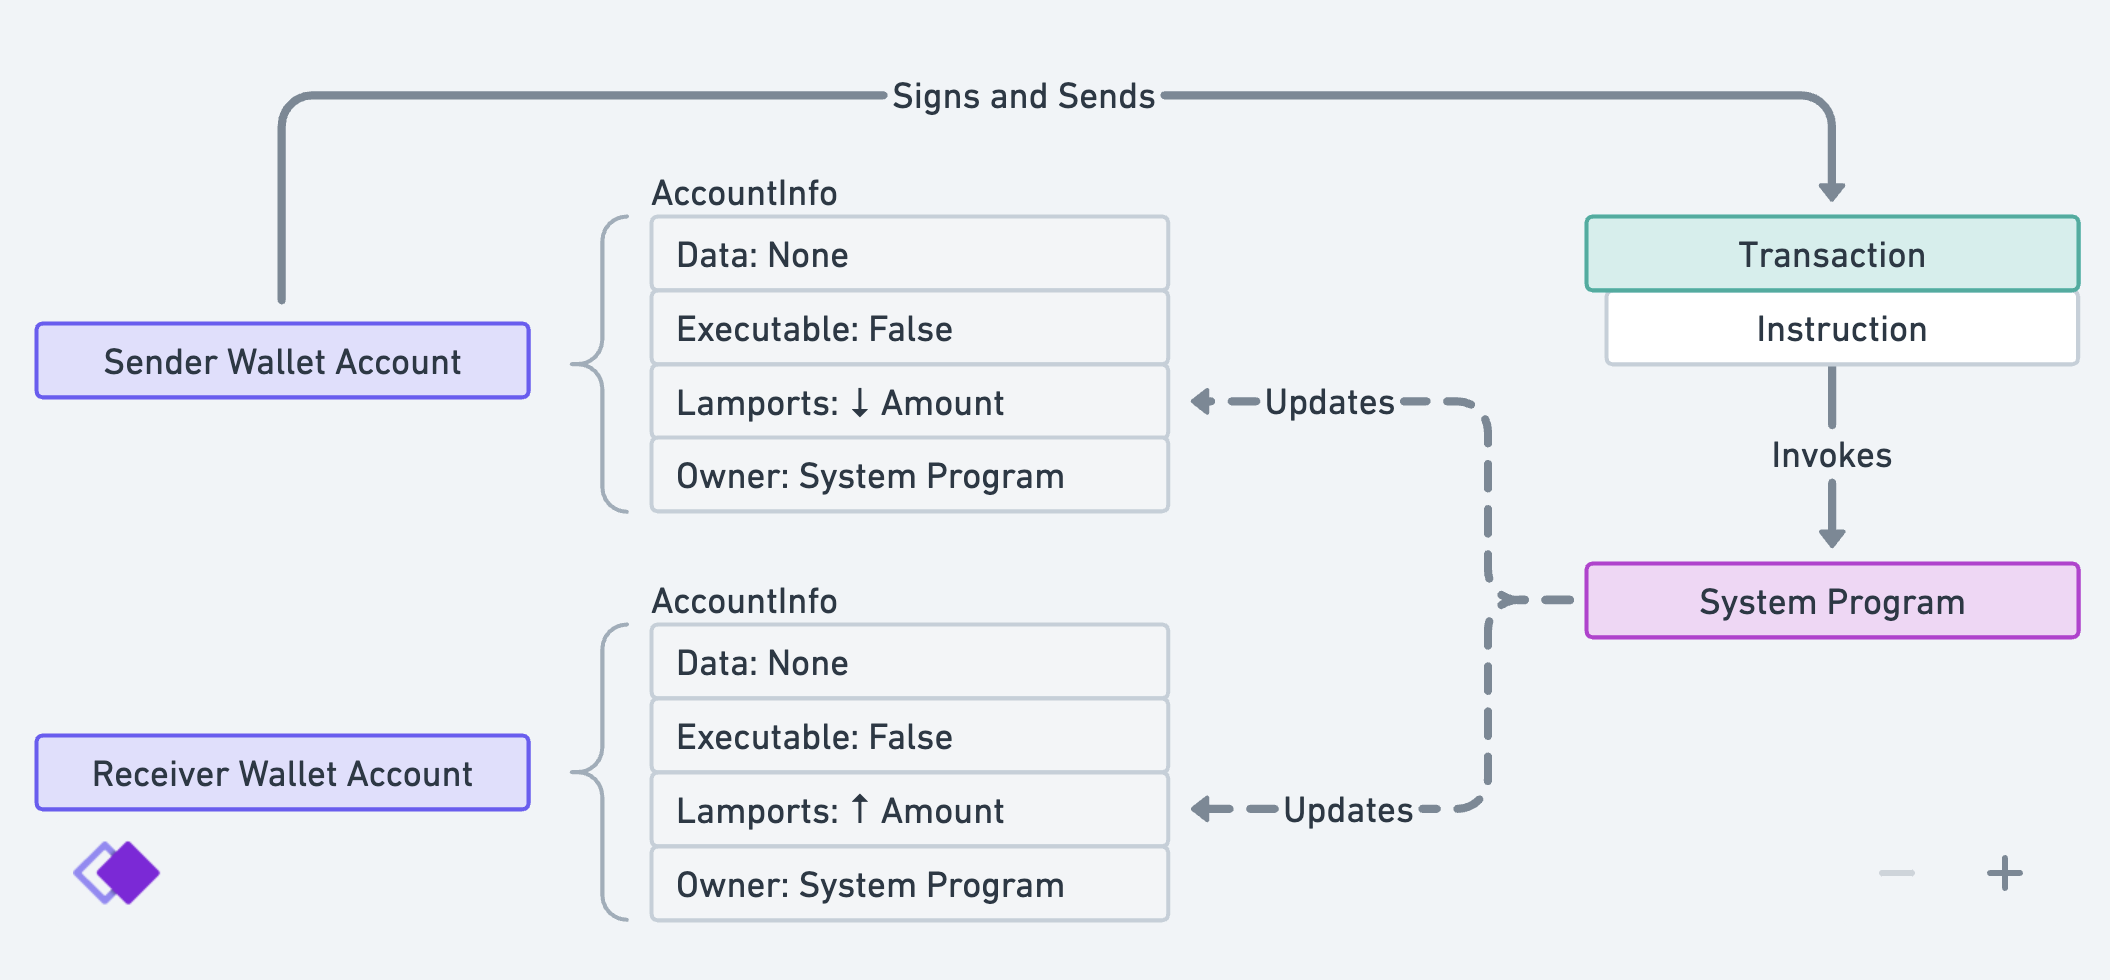 Signs and Sends
AccountInfo
Data: None
Executable: False
Lamports: ↓ Amount
Owner: System Program
Sender Wallet Account
Transaction
Instruction
Updates
Invokes
System Program
AccountInfo
Data: None
Executable: False
Lamports: ↑ Amount
Owner: System Program
Receiver Wallet Account
Updates